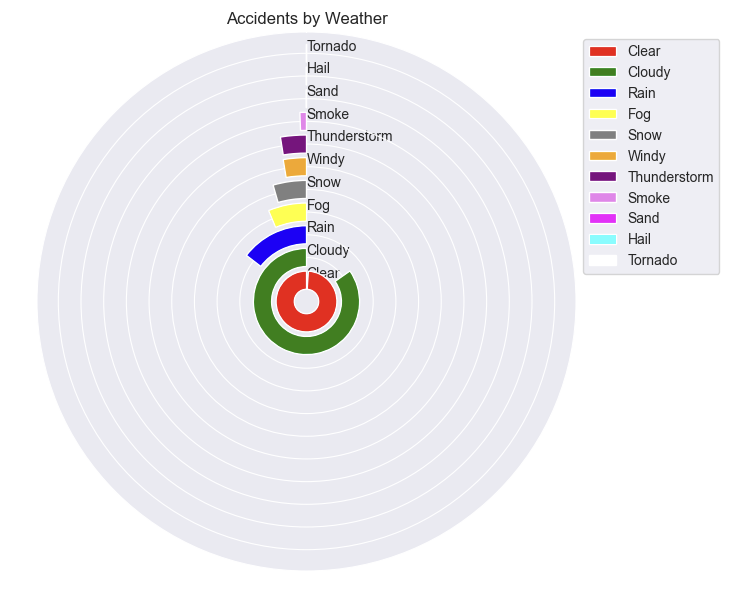 Accidents by Weather
Tornado
Hail
Sand
Smoke
Thunderstorm
Windy
Snow
Fog
Rain
Cloudy
Clear
Clear
Cloudy
Rain
Fog
Snow
Windy
Thunderstorm
Smoke
Sand
Hail
Tornado